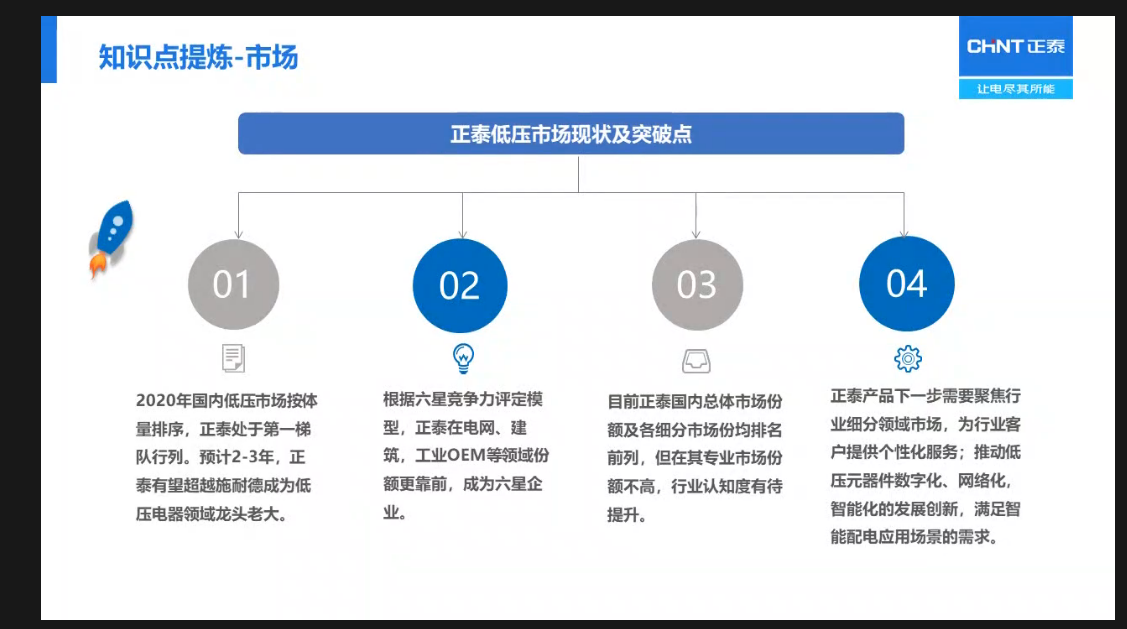 知识点提炼-市场
CHNT 正泰
让电尽其所能
正泰低压市场现状及突破点
01
02
03
04
2020年国内低压市场按体
量排序，正泰处于第一梯
队行列。预计2-3年，正
泰有望超越施耐德成为低
压电器领域龙头老大。
根据六星竞争力评定模
型，正泰在电网、建
筑，工业OEM等领域份
额更靠前，成为六星企
业。
目前正泰国内总体市场份
额及各细分市场份均排名
前列，但在其专业市场份
额不高，行业认知度有待
提升。
正泰产品下一步需要聚焦行
业细分领域市场，为行业客
户提供个性化服务；推动低
压元器件数字化、网络化，
智能化的发展创新，满足智
能配电应用场景的需求。